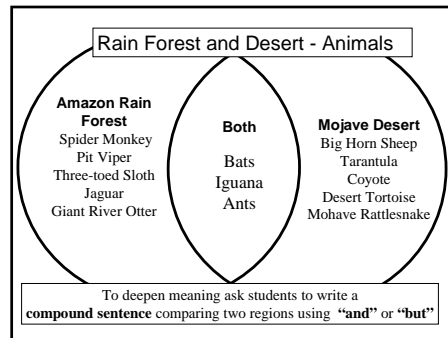 Rain Forest and Desert - Animals
Amazon Rain
Forest
Spider Monkey
Pit Viper
Three-toed Sloth
Jaguar
Giant River Otter
Both
Bats
Iguana
Ants
Mojave Desert
Big Horn Sheep
Tarantula
Coyote
Desert Tortoise
Mohave Rattlesnake
To deepen meaning ask students to write a
compound sentence comparing two regions using “and” or “but”